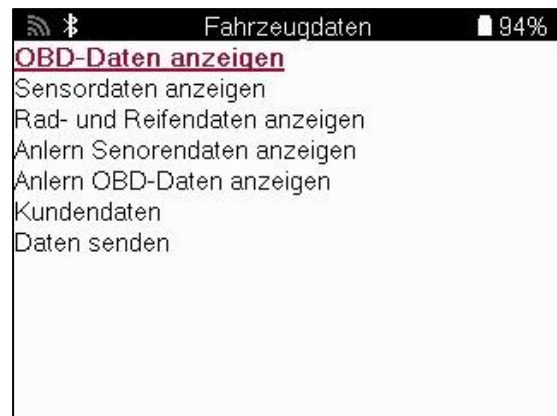 Fahrzeugdaten 94%
OBD-Daten anzeigen
Sensordaten anzeigen
Rad- und Reifendaten anzeigen
Anlern Senorendaten anzeigen
Anlern OBD-Daten anzeigen
Kundendaten
Daten senden